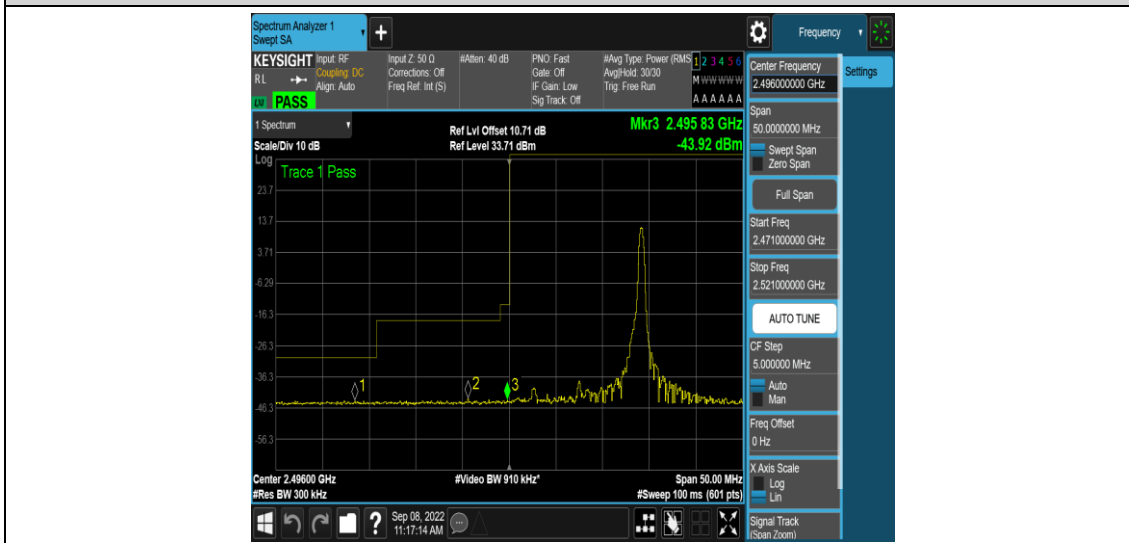 Spectrum Analyzer 1
Swept SA
+
Frequency
KEYSIGHT
RL
PASS
Input: RF
Coupling: DC
Align: Auto
Input Z: 50 Ω
Corrections: Off
Freq Ref: Int (S)
#Atten: 40 dB
PNO: Fast
Gate: Off
IF Gain: Low
Sig Track: Off
#Avg Type: Power (RMS
Avg|Hold: 30/30
Trig: Free Run
1 2 3 4 5 6
M W W W W W
A A A A A A
1 Spectrum
Scale/Div 10 dB
Ref Lvl Offset 10.71 dB
Ref Level 33.71 dBm
Mkr3 2.495 83 GHz
-43.92 dBm
Log
Trace 1 Pass
23.7
13.7
3.71
-6.29
-16.3
-26.3
-36.3
-46.3
-56.3
1
2
3
Center 2.49600 GHz
#Video BW 910 kHz*
Span 50.00 MHz
#Res BW 300 kHz
#Sweep 100 ms (601 pts)
Sep 08, 2022
11:17:14 AM
?
Center Frequency
2.496000000 GHz
Settings
Span
50.0000000 MHz
Swept Span
Zero Span
Full Span
Start Freq
2.471000000 GHz
Stop Freq
2.521000000 GHz
AUTO TUNE
CF Step
5.000000 MHz
Auto
Man
Freq Offset
0 Hz
X Axis Scale
Log
Lin
Signal Track
(Span Zoom)